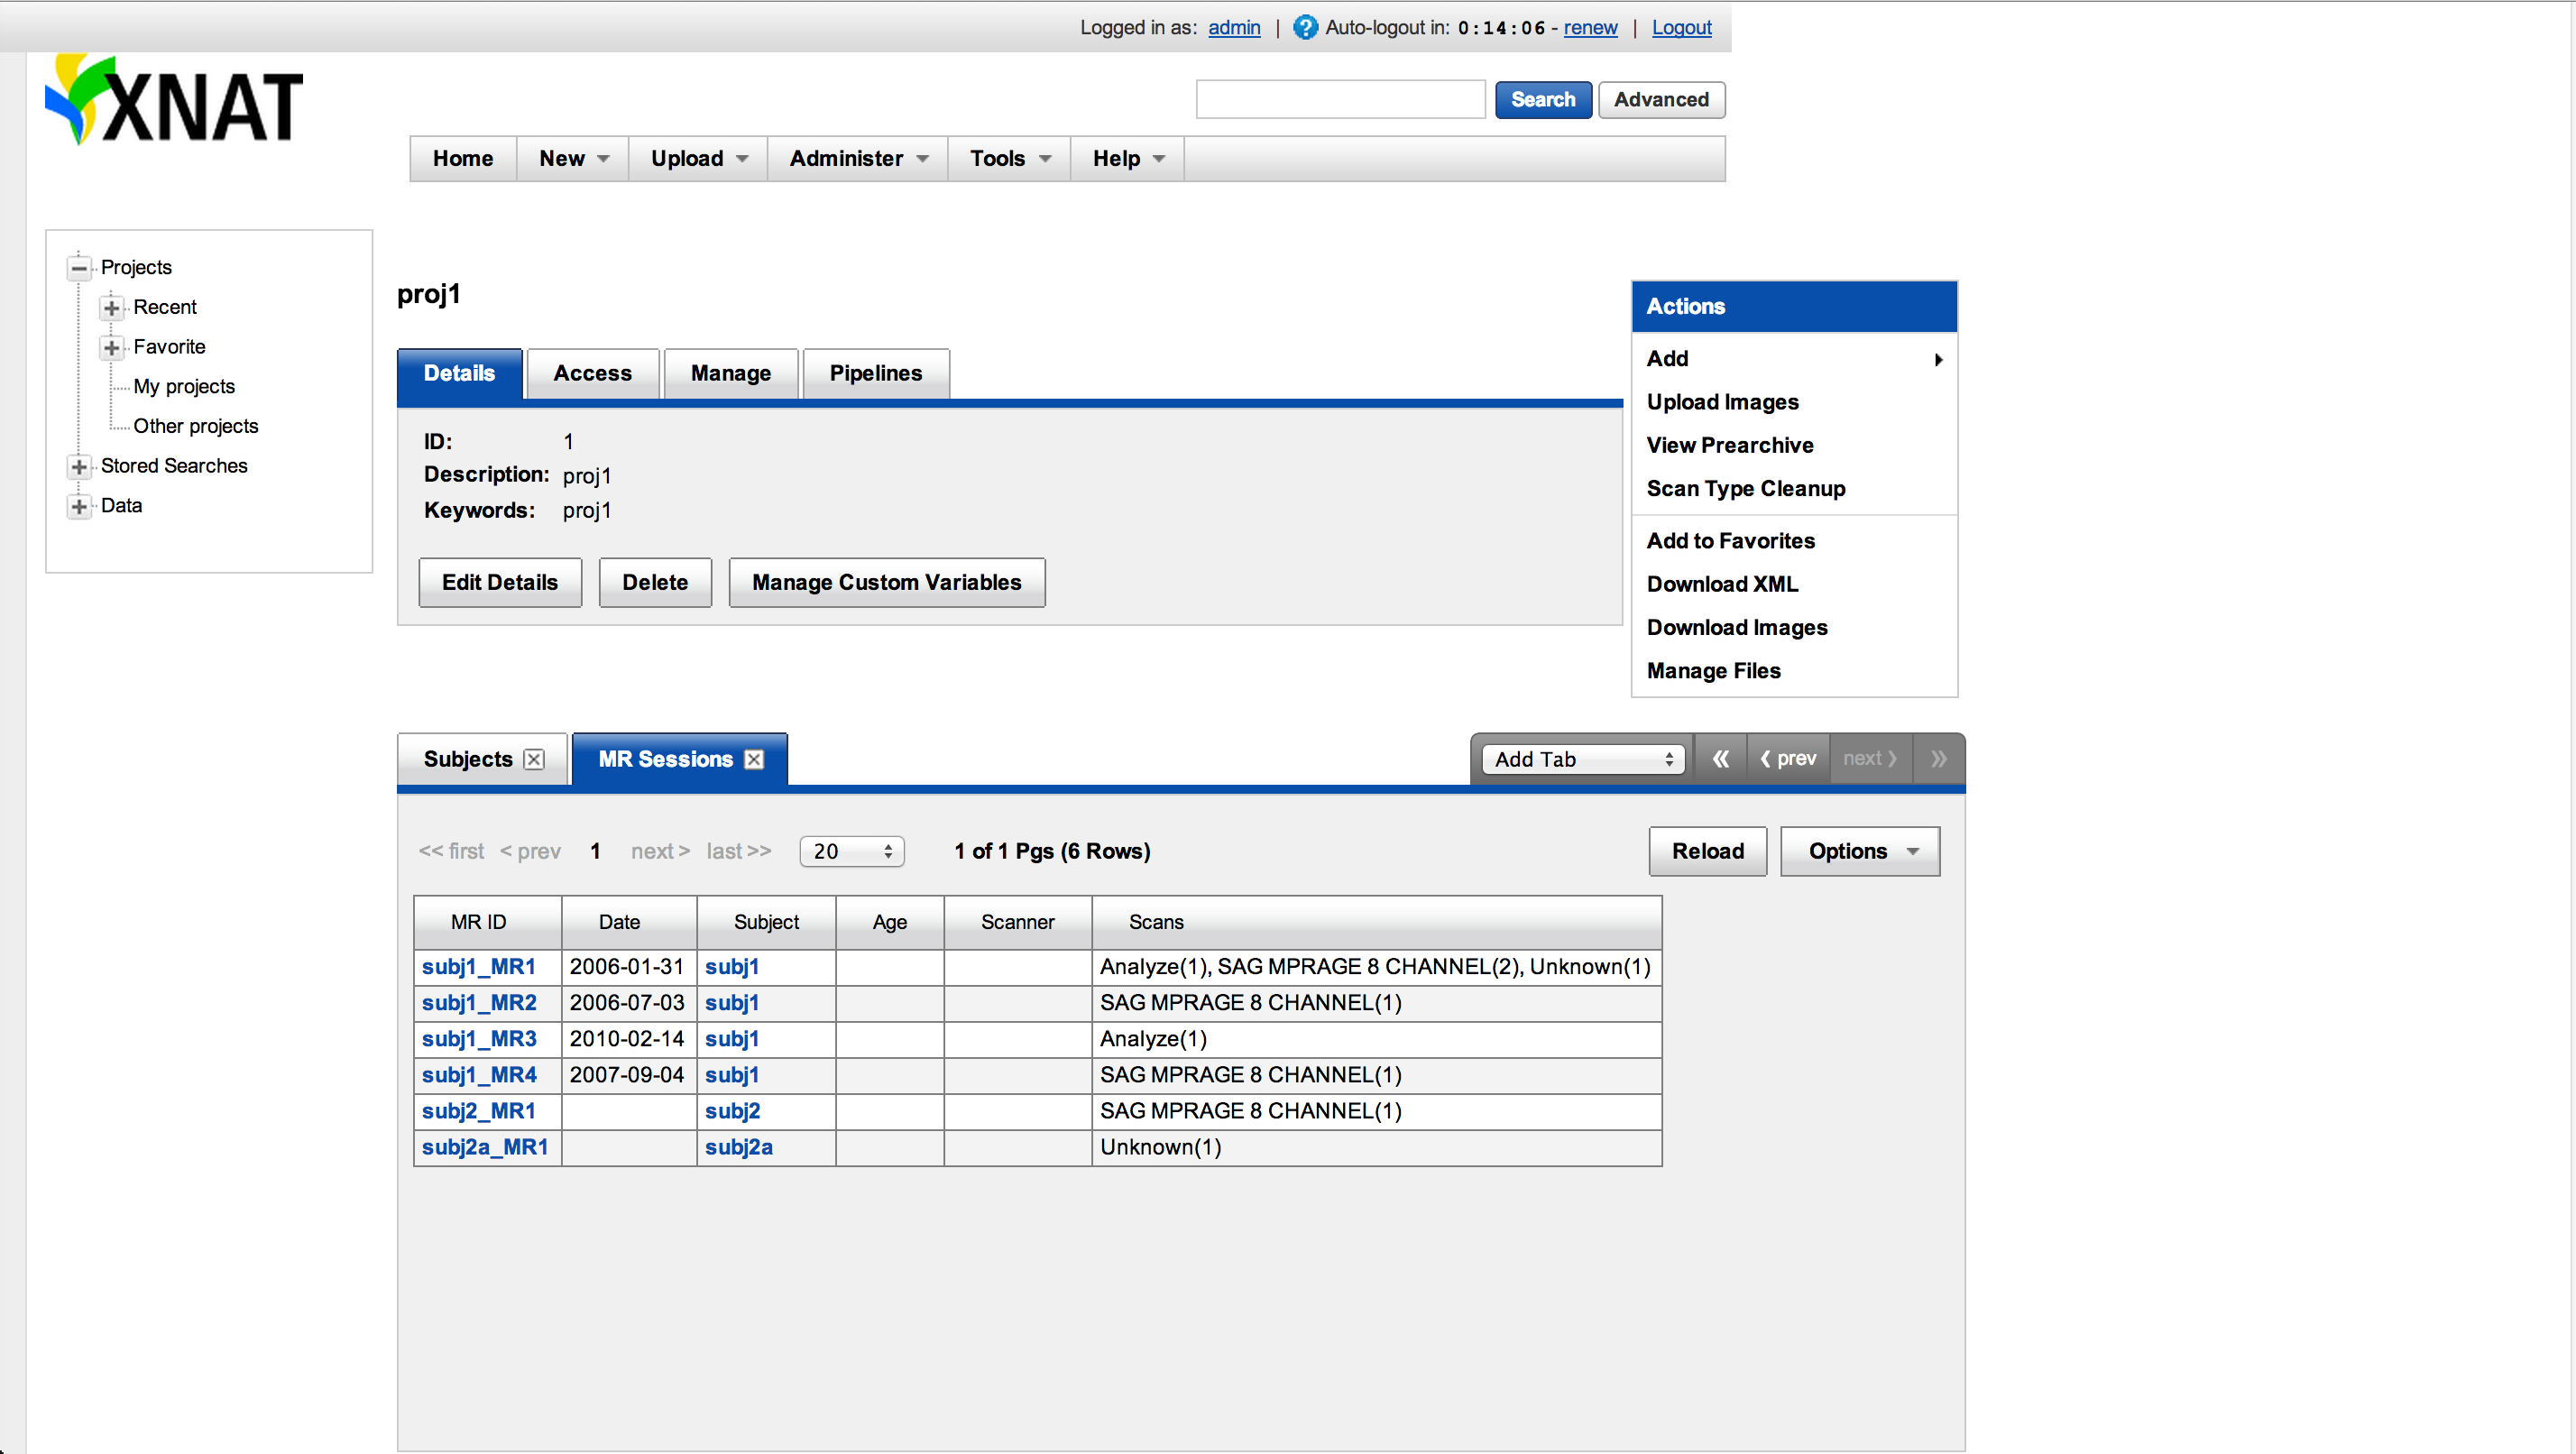 Logged in as: admin | ? Auto-logout in: 0:14:06 - renew | Logout
XNAT
Search Advanced
Home New Upload Administer Tools Help
Projects
Recent
Favorite
My projects
Other projects
Stored Searches
Data
proj1
Details Access Manage Pipelines
ID: 1
Description: proj1
Keywords: proj1
Edit Details Delete Manage Custom Variables
Actions
Add
Upload Images
View Prearchive
Scan Type Cleanup
Add to Favorites
Download XML
Download Images
Manage Files
Subjects MR Sessions Add Tab « ‹ prev next › »
<< first < prev 1 next > last >> 20 1 of 1 Pgs (6 Rows) Reload Options
MR ID Date Subject Age Scanner Scans
subj1_MR1 2006-01-31 subj1 Analyze(1), SAG MPRAGE 8 CHANNEL(2), Unknown(1)
subj1_MR2 2006-07-03 subj1 SAG MPRAGE 8 CHANNEL(1)
subj1_MR3 2010-02-14 subj1 Analyze(1)
subj1_MR4 2007-09-04 subj1 SAG MPRAGE 8 CHANNEL(1)
subj2_MR1 subj2 SAG MPRAGE 8 CHANNEL(1)
subj2a_MR1 subj2a Unknown(1)